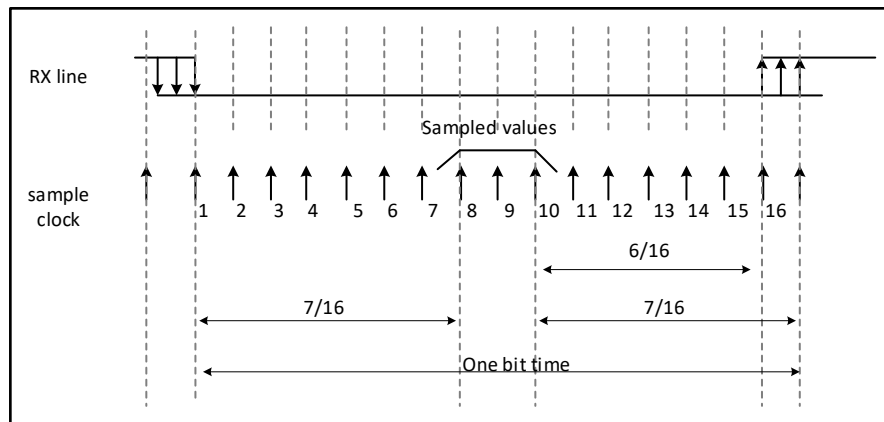 RX line
Sampled values
sample
clock
1 2 3 4 5 6 7 8 9 10 11 12 13 14 15 16
6/16
7/16 7/16
One bit time